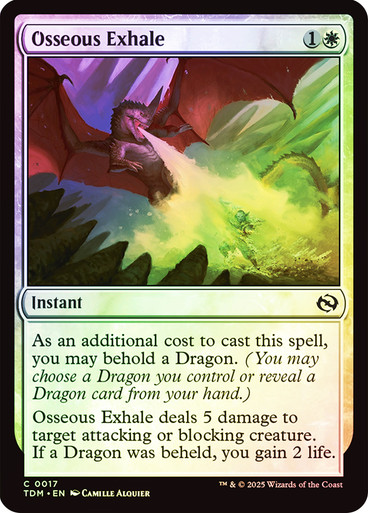 Osseous Exhale 1
Instant
As an additional cost to cast this spell,
you may behold a Dragon. (You may
choose a Dragon you control or reveal a
Dragon card from your hand.)
Osseous Exhale deals 5 damage to
target attacking or blocking creature.
If a Dragon was beheld, you gain 2 life.
C 0017
TDM • EN CAMILLE ALQUIER
™ & © 2025 Wizards of the Coast